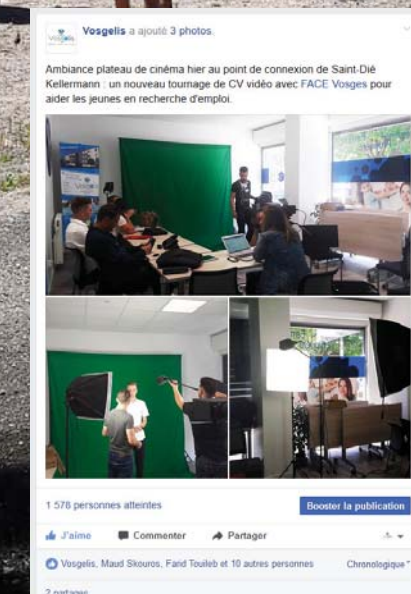 Vosgelis
Vosgelis a ajouté 3 photos.
Ambiance plateau de cinéma hier au point de connexion de Saint-Dié
Kellermann : un nouveau tournage de CV vidéo avec FACE Vosges pour
aider les jeunes en recherche d'emploi.
1 578 personnes atteintes
Booster la publication
J'aime Commenter Partager
Vosgelis, Maud Skouros, Farid Touileb et 10 autres personnes
Chronologique
2 partages